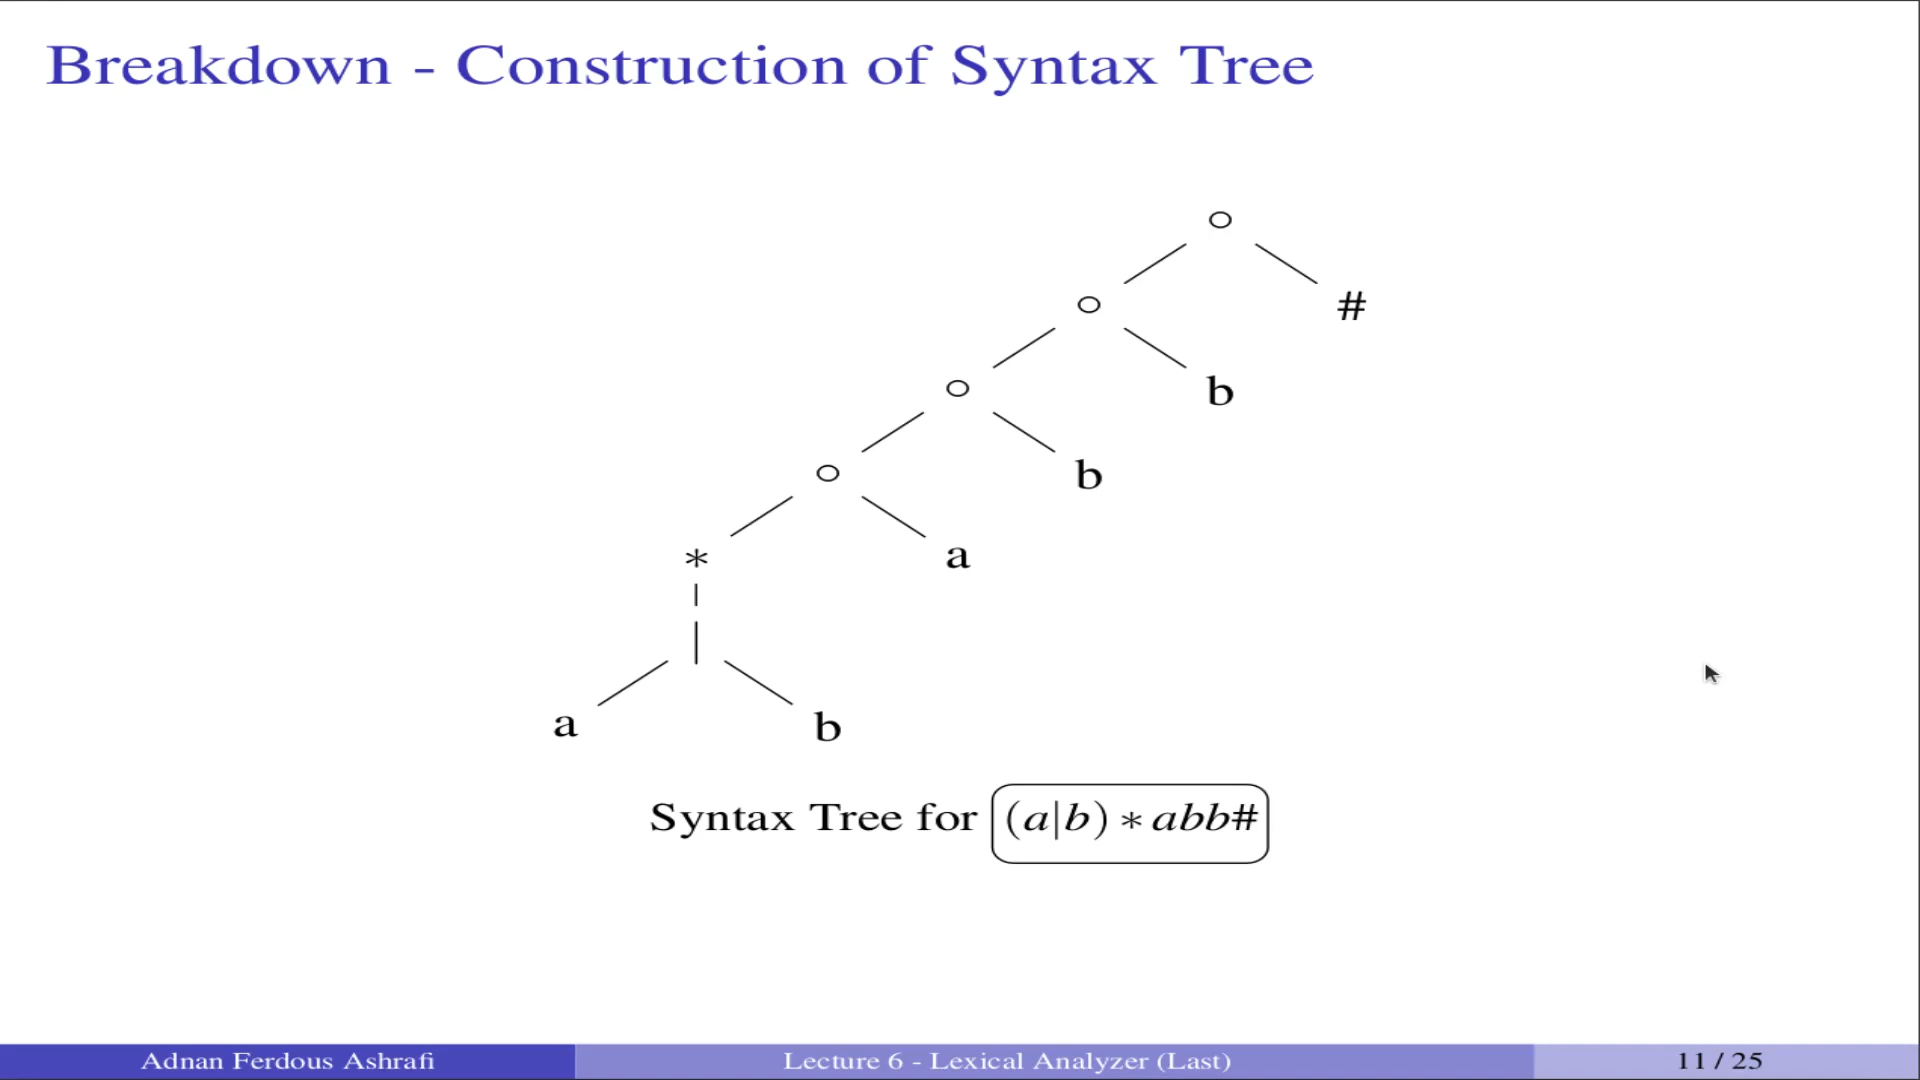 Breakdown - Construction of Syntax Tree
∘
∘ #
∘ b
∘ b
* a
|
a b
Syntax Tree for (a|b) ∗ abb#
Adnan Ferdous Ashrafi Lecture 6 - Lexical Analyzer (Last) 11 / 25